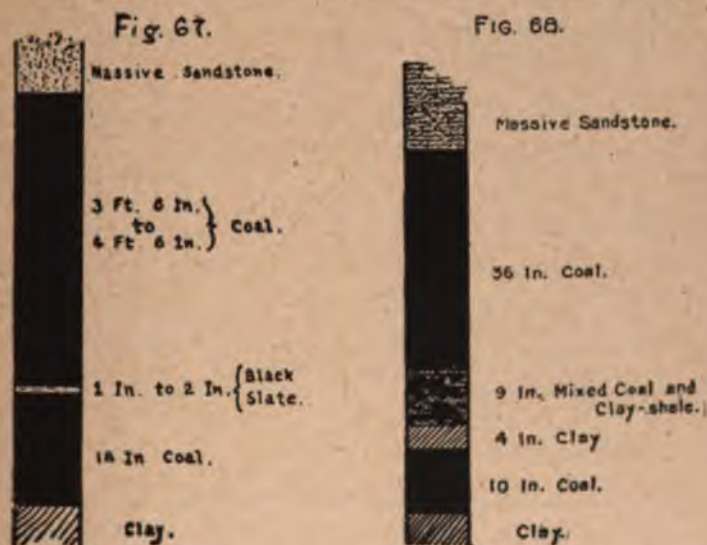 Fig. 67.
Massive Sandstone.
3 Ft. 6 In.
to
4 Ft 6 In.
Coal.
1 In. to 2 In.
Black
Slate.
18 In Coal.
Clay.
FIG. 68.
Massive Sandstone.
36 In. Coal.
9 In. Mixed Coal and
Clay-shale.
4 In. Clay
10 In. Coal.
Clay.